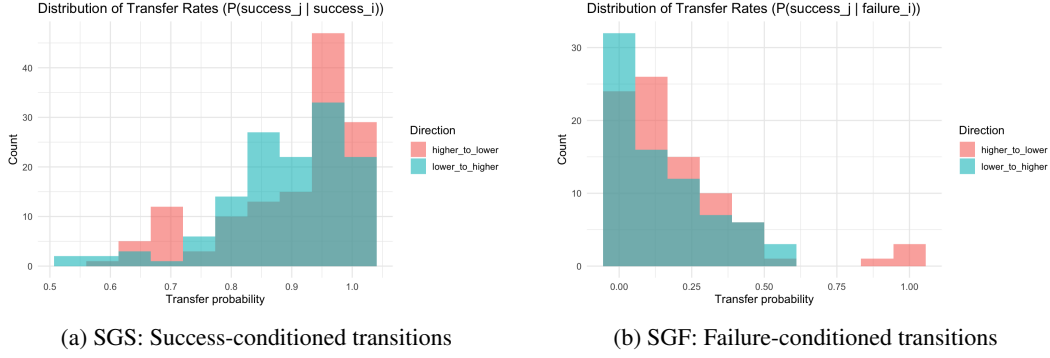 Distribution of Transfer Rates (P(success_j | success_i))
Count
40
30
20
10
0
0.5 0.6 0.7 0.8 0.9 1.0
Transfer probability
Direction
higher_to_lower
lower_to_higher
(a) SGS: Success-conditioned transitions
Distribution of Transfer Rates (P(success_j | failure_i))
Count
30
20
10
0
0.00 0.25 0.50 0.75 1.00
Transfer probability
Direction
higher_to_lower
lower_to_higher
(b) SGF: Failure-conditioned transitions